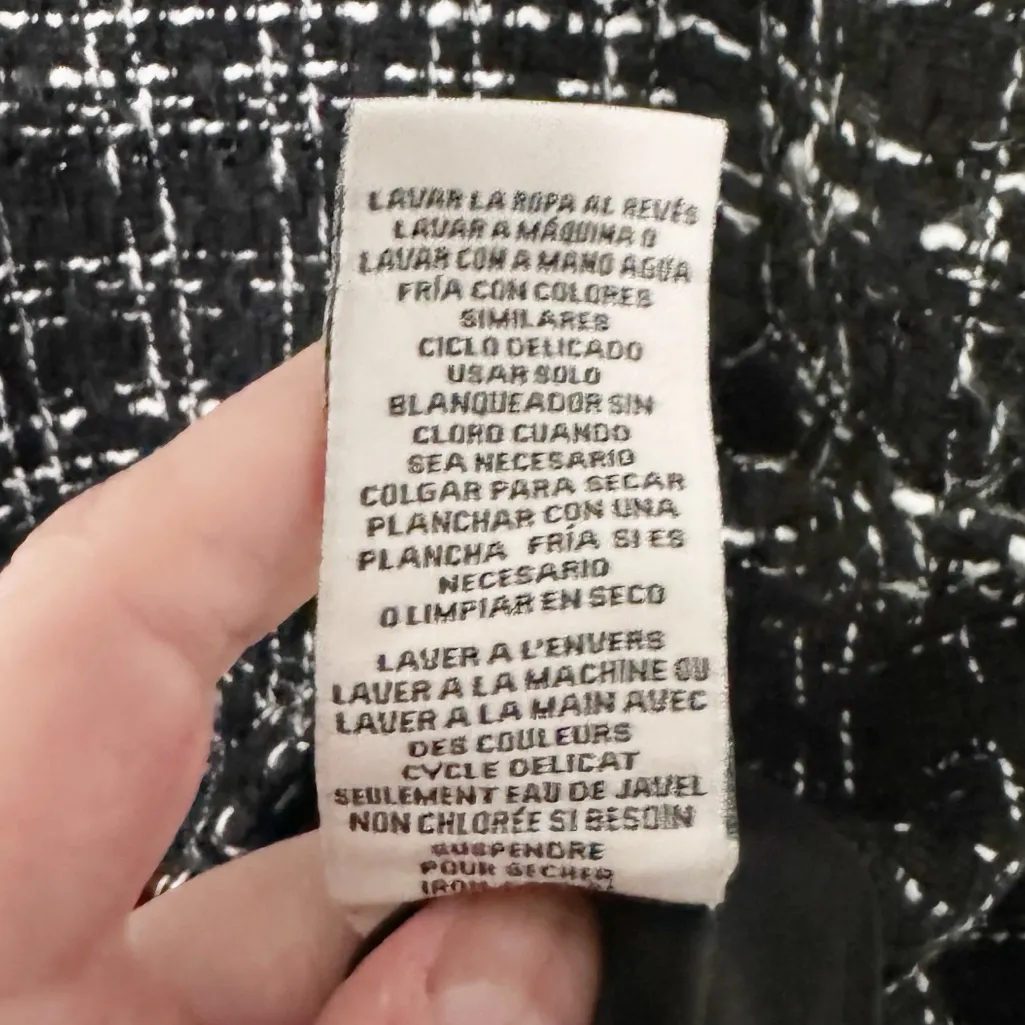 LAVAR LA ROPA AL REVÉS
LAVAR A MÁQUINA O
LAVAR CON A MANO AGUA
FRÍA CON COLORES
SIMILARES
CICLO DELICADO
USAR SOLO
BLANQUEADOR SIN
CLORO CUANDO
SEA NECESARIO
COLGAR PARA SECAR
PLANCHAR CON UNA
PLANCHA FRÍA SI ES
NECESARIO
O LIMPIAR EN SECO
LAVER A L'ENVERS
LAVER A LA MACHINE OU
LAVER A LA MAIN AVEC
DES COULEURS
CYCLE DELICAT
SEULEMENT EAU DE JAVEL
NON CHLORÉE SI BESOIN
SUSPENDRE
POUR SECHER
IRON